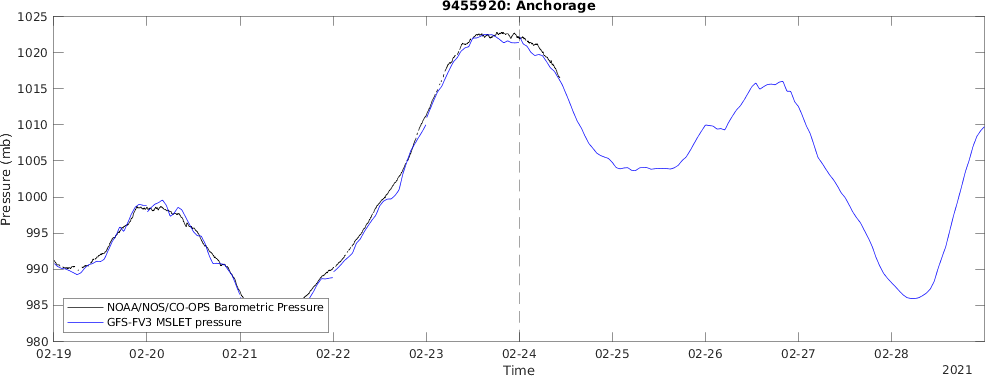 9455920: Anchorage
1025
1020
1015
1010
1005
1000
995
990
985
980
Pressure (mb)
NOAA/NOS/CO-OPS Barometric Pressure
GFS-FV3 MSLET pressure
02-19 02-20 02-21 02-22 02-23 02-24 02-25 02-26 02-27 02-28
Time
2021